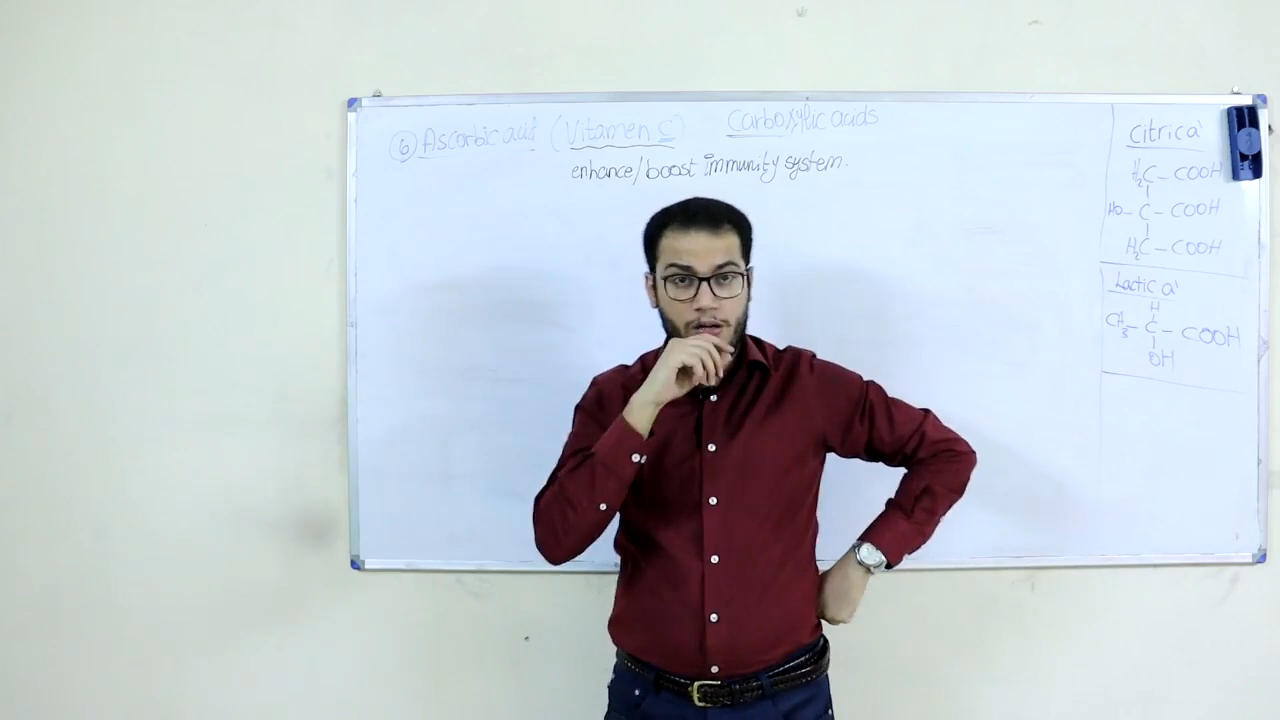 ⑥ Ascorbic acid (Vitamen C) Carboxylic acids
enhance/boost immunity system.
Citric a'
H₂C – COOH
HO – C – COOH
H₂C – COOH
Lactic a'
H
CH₃ – C – COOH
OH